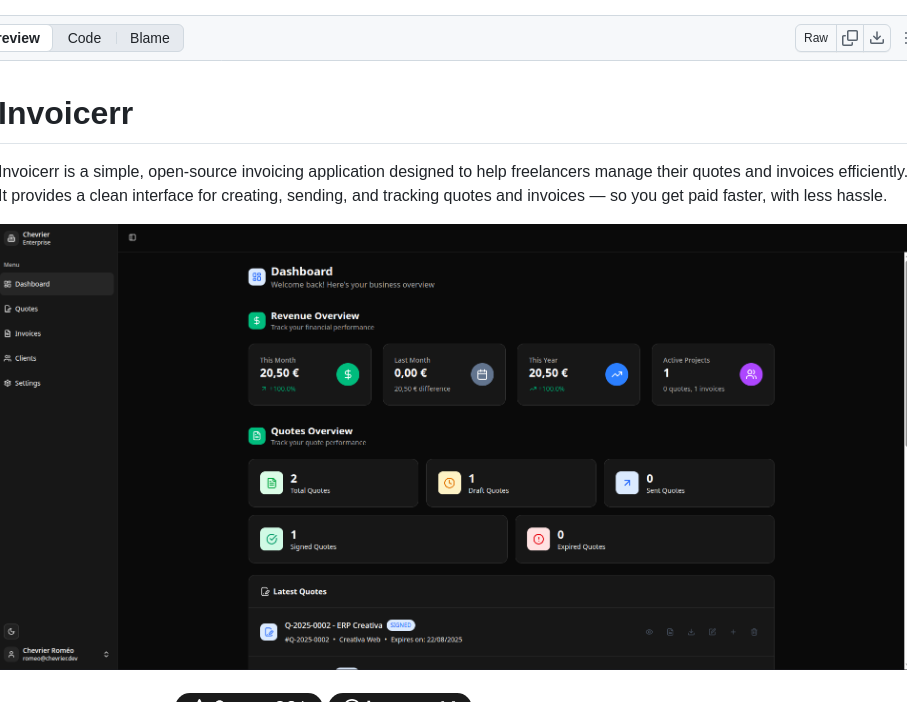 Code
Blame
Raw
Invoicerr
Invoicerr is a simple, open-source invoicing application designed to help freelancers manage their quotes and invoices efficiently.
It provides a clean interface for creating, sending, and tracking quotes and invoices — so you get paid faster, with less hassle.
Chevrier
Enterprise
Menu
Dashboard
Quotes
Invoices
Clients
Settings
Chevrier Roméo
romeo@chevrier.dev
Dashboard
Welcome back! Here's your business overview
Revenue Overview
Track your financial performance
This Month
20,50 €
+100.0%
Last Month
0,00 €
20,50 € difference
This Year
20,50 €
+100.0%
Active Projects
1
0 quotes, 1 invoices
Quotes Overview
Track your quote performance
2
Total Quotes
1
Draft Quotes
0
Sent Quotes
1
Signed Quotes
0
Expired Quotes
Latest Quotes
Q-2025-0002 - ERP Creativa SIGNED
#Q-2025-0002 • Creativa Web • Expires on: 22/08/2025